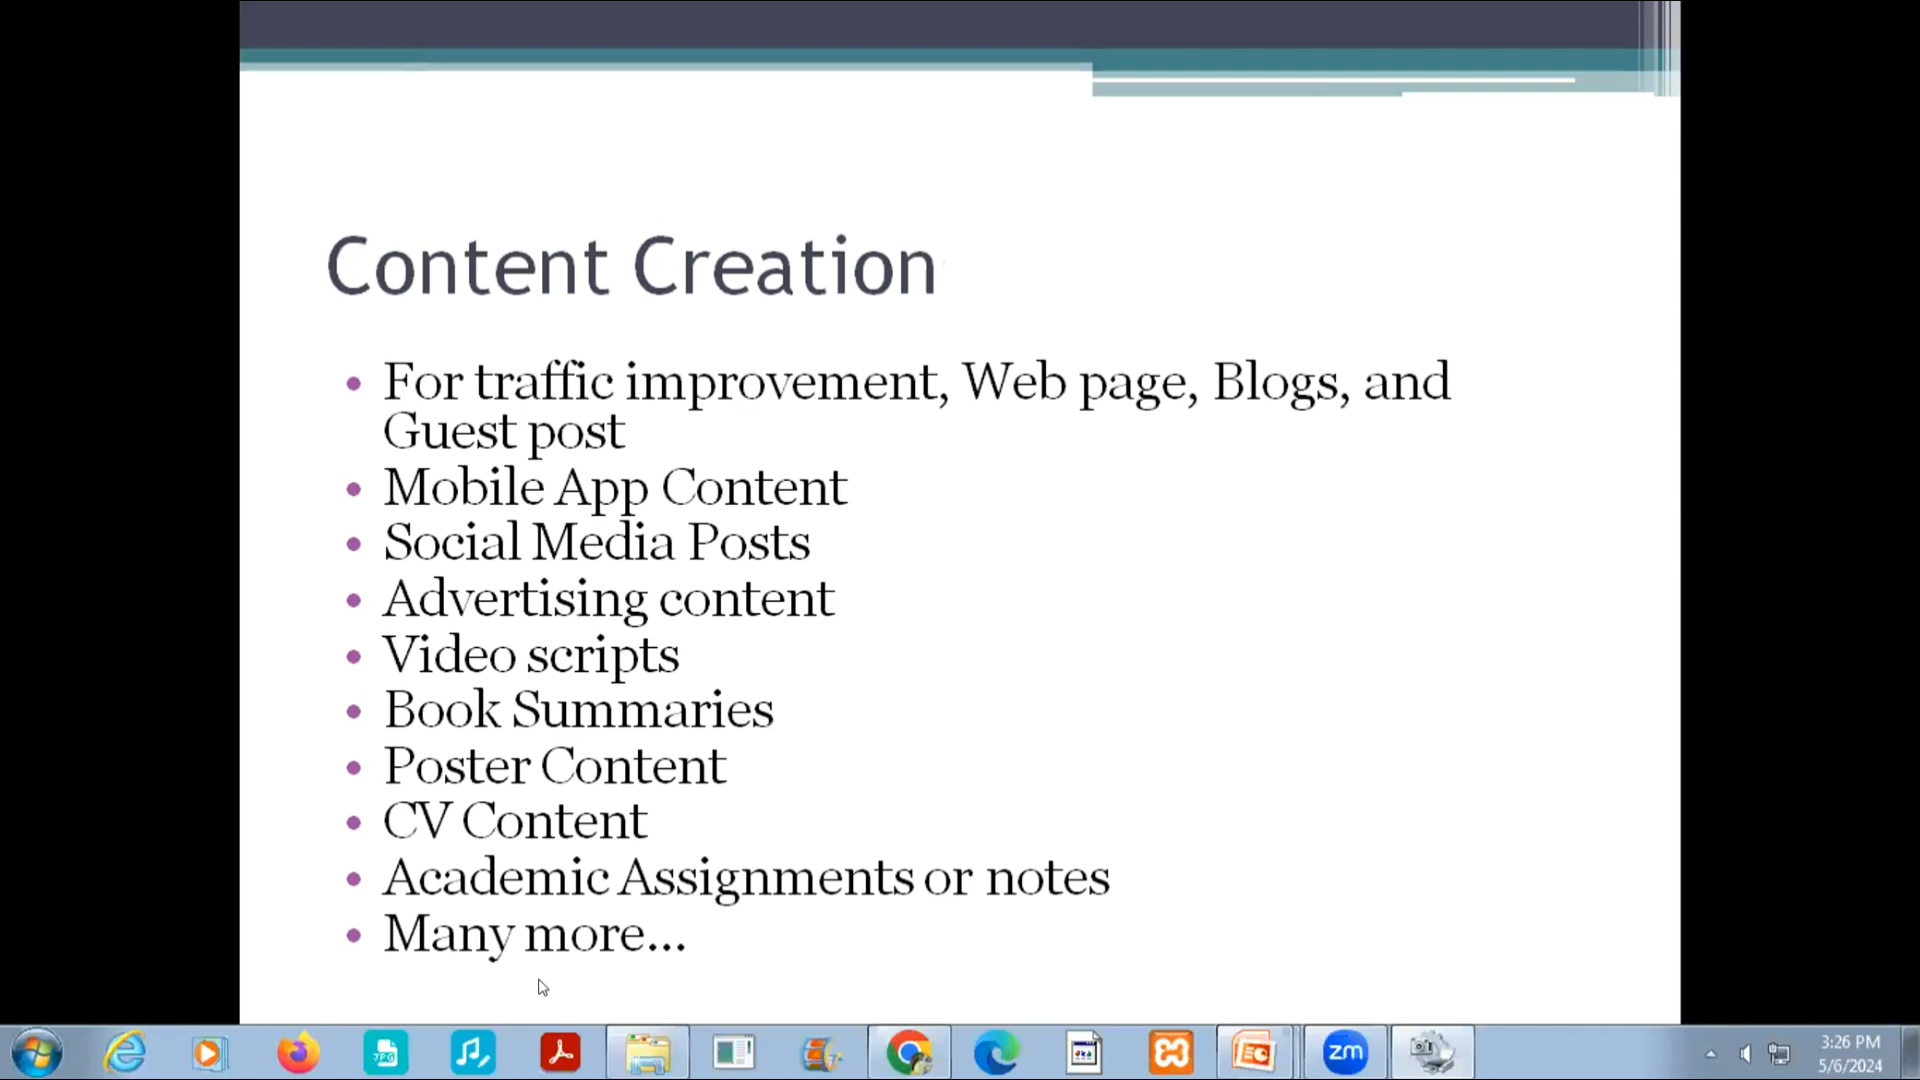 Content Creation
• For traffic improvement, Web page, Blogs, and
Guest post
• Mobile App Content
• Social Media Posts
• Advertising content
• Video scripts
• Book Summaries
• Poster Content
• CV Content
• Academic Assignments or notes
• Many more...
JPG
zm
3:26 PM
5/6/2024